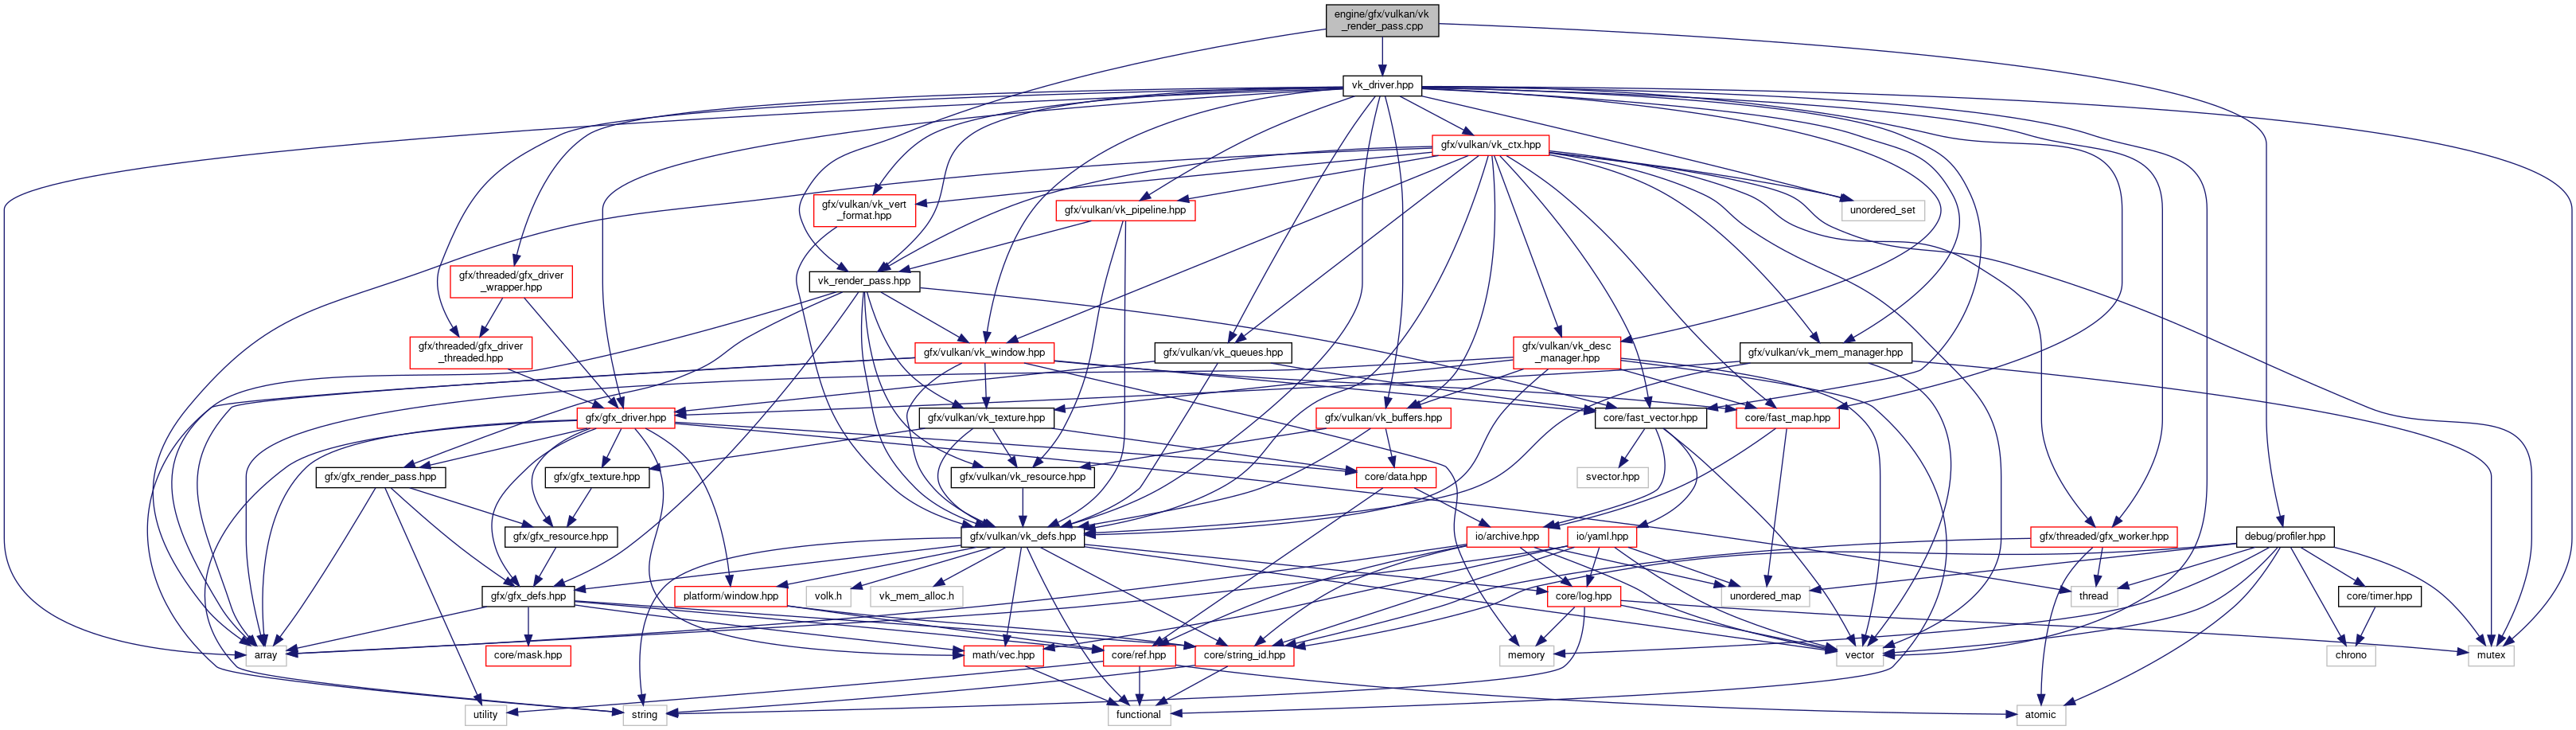 engine/gfx/vulkan/vk
_render_pass.cpp
vk_driver.hpp
gfx/vulkan/vk_ctx.hpp
gfx/vulkan/vk_vert
_format.hpp
gfx/vulkan/vk_pipeline.hpp
unordered_set
gfx/threaded/gfx_driver
_wrapper.hpp
vk_render_pass.hpp
gfx/threaded/gfx_driver
_threaded.hpp
gfx/vulkan/vk_window.hpp
gfx/vulkan/vk_queues.hpp
gfx/vulkan/vk_desc
_manager.hpp
gfx/vulkan/vk_mem_manager.hpp
gfx/gfx_driver.hpp
gfx/vulkan/vk_texture.hpp
gfx/vulkan/vk_buffers.hpp
core/fast_vector.hpp
core/fast_map.hpp
gfx/gfx_render_pass.hpp
gfx/gfx_texture.hpp
gfx/vulkan/vk_resource.hpp
core/data.hpp
svector.hpp
gfx/gfx_resource.hpp
gfx/vulkan/vk_defs.hpp
io/archive.hpp
io/yaml.hpp
gfx/threaded/gfx_worker.hpp
debug/profiler.hpp
gfx/gfx_defs.hpp
platform/window.hpp
volk.h
vk_mem_alloc.h
core/log.hpp
unordered_map
thread
core/timer.hpp
array
core/mask.hpp
math/vec.hpp
core/ref.hpp
core/string_id.hpp
memory
vector
chrono
mutex
utility
string
functional
atomic